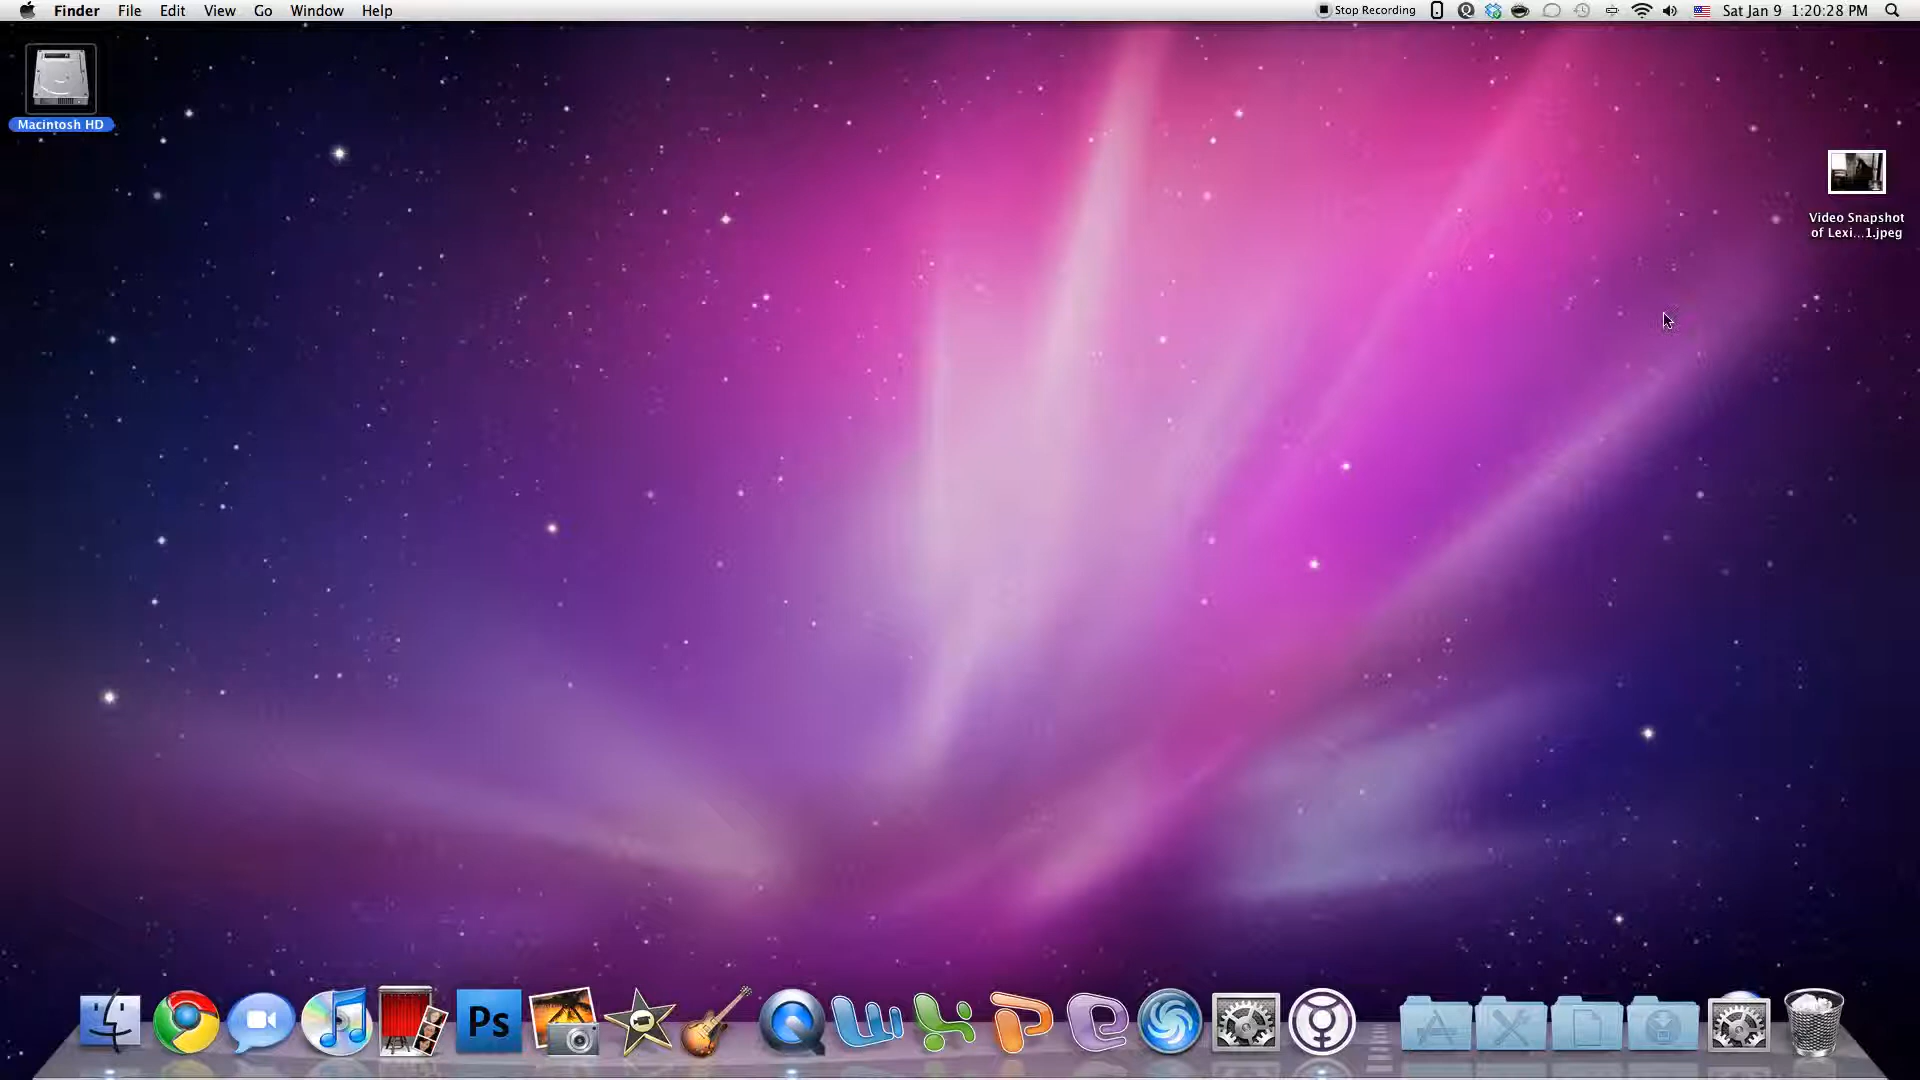 Finder File Edit View Go Window Help
Stop Recording
Sat Jan 9 1:20:28 PM
Macintosh HD
Video Snapshot
of Lexi...1.jpeg
Ps